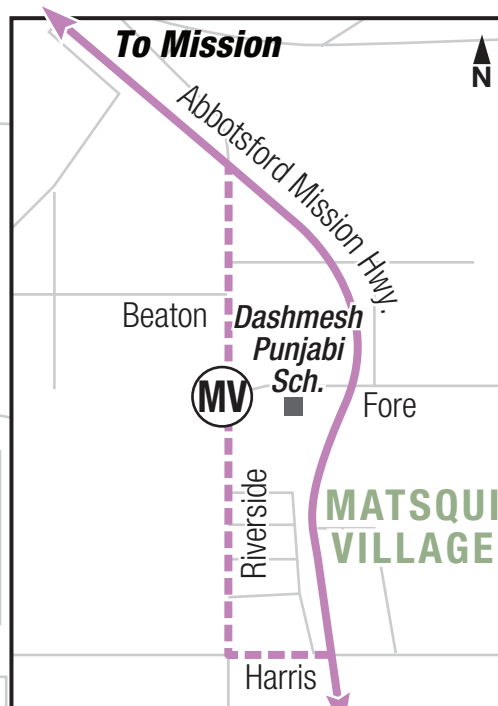 To Mission
N
Abbotsford Mission Hwy.
Beaton
Dashmesh
Punjabi
Sch.
MV
Fore
Riverside
MATSQUI
VILLAGE
Harris